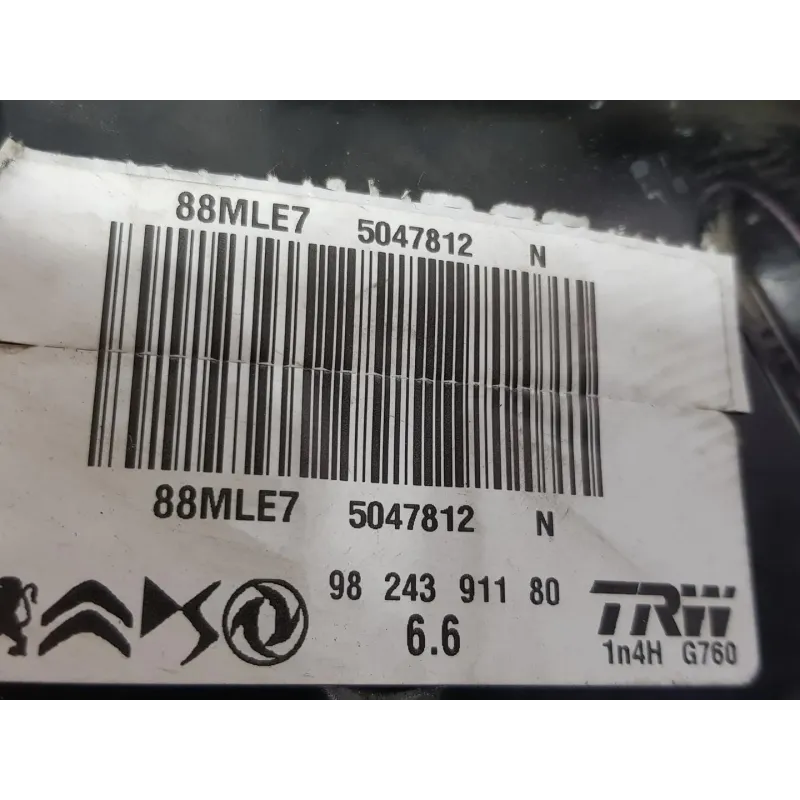 88MLE7 5047812 N
88MLE7 5047812 N
98 243 911 80
6.6
TRW
1n4H G760